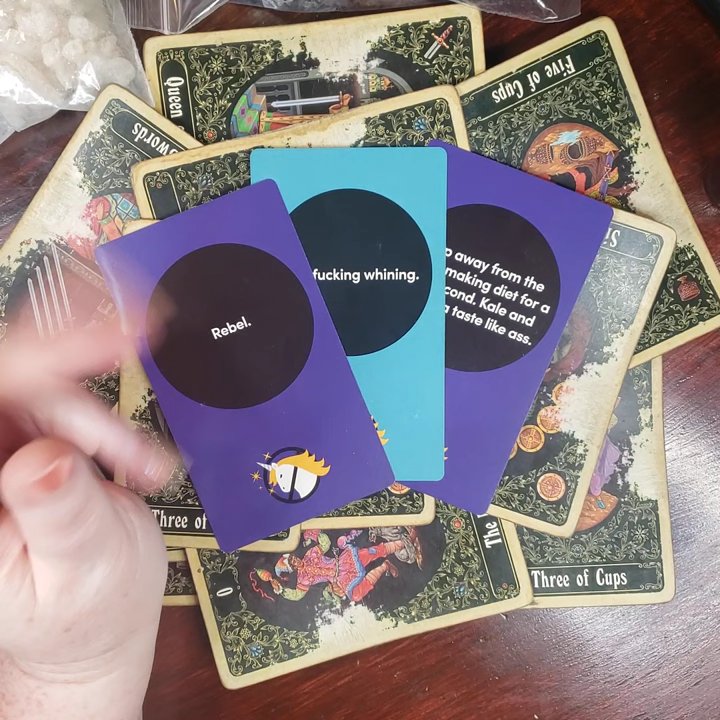 Queen
Five of Cups
Swords
Rebel.
fucking whining.
away from the
making diet for a
Kale and
taste like ass.
Three of
0
The
Three of Cups